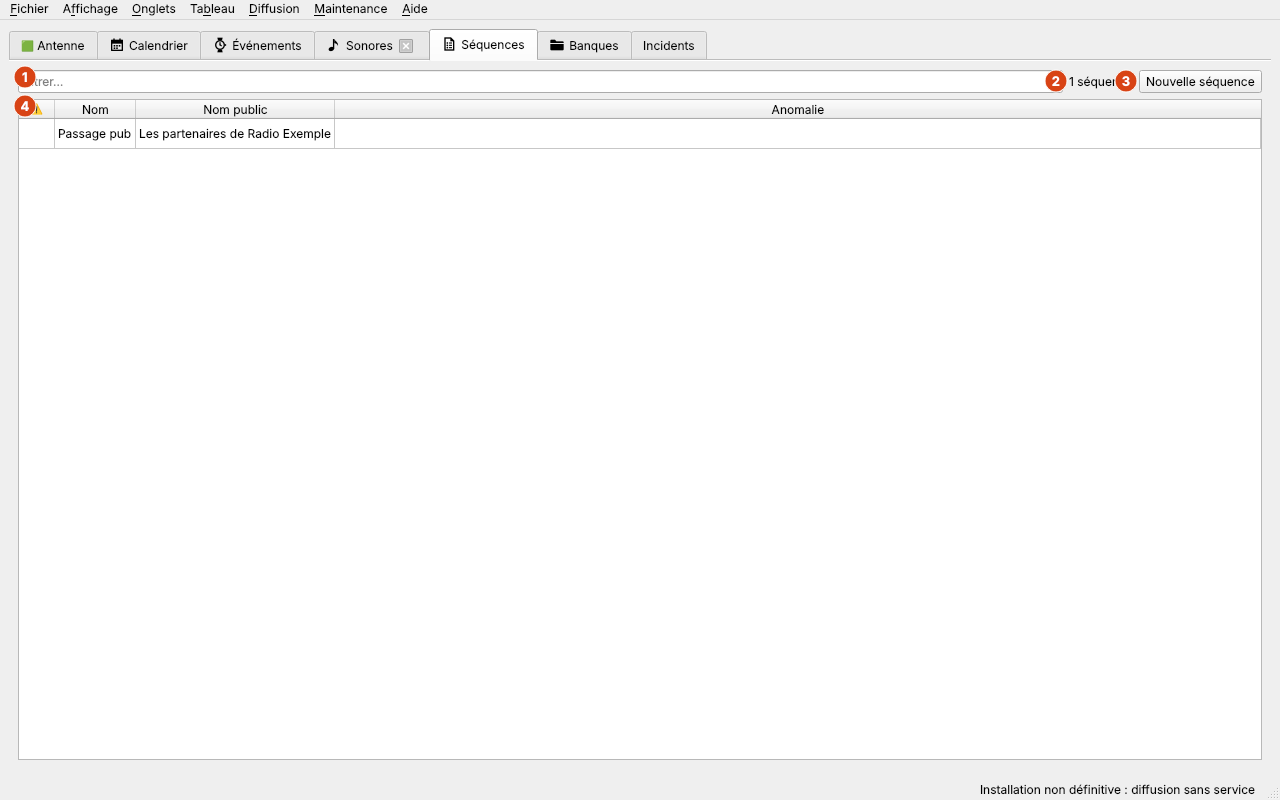 Fichier Affichage Onglets Tableau Diffusion Maintenance Aide
Antenne Calendrier Événements Sonores Séquences Banques Incidents
1 2 1 3 Nouvelle séquence
4 Nom Nom public Anomalie
Passage pub Les partenaires de Radio Exemple
Installation non définitive : diffusion sans service